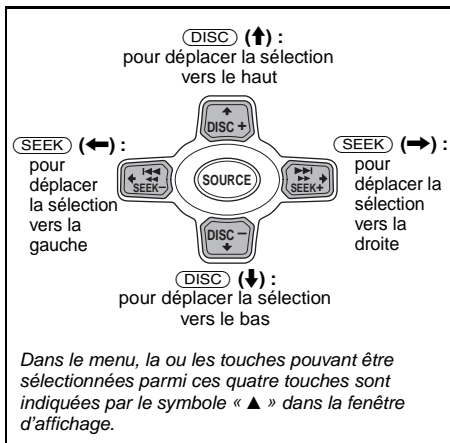 DISC (↑) :
pour déplacer la sélection
vers le haut
DISC +
SEEK (←) :
pour
déplacer
la sélection
vers la
gauche
SEEK–
SOURCE
SEEK+
SEEK (→) :
pour
déplacer la
sélection
vers la
droite
DISC –
DISC (↓) :
pour déplacer la sélection
vers le bas
Dans le menu, la ou les touches pouvant être
sélectionnées parmi ces quatre touches sont
indiquées par le symbole « ▲ » dans la fenêtre
d’affichage.